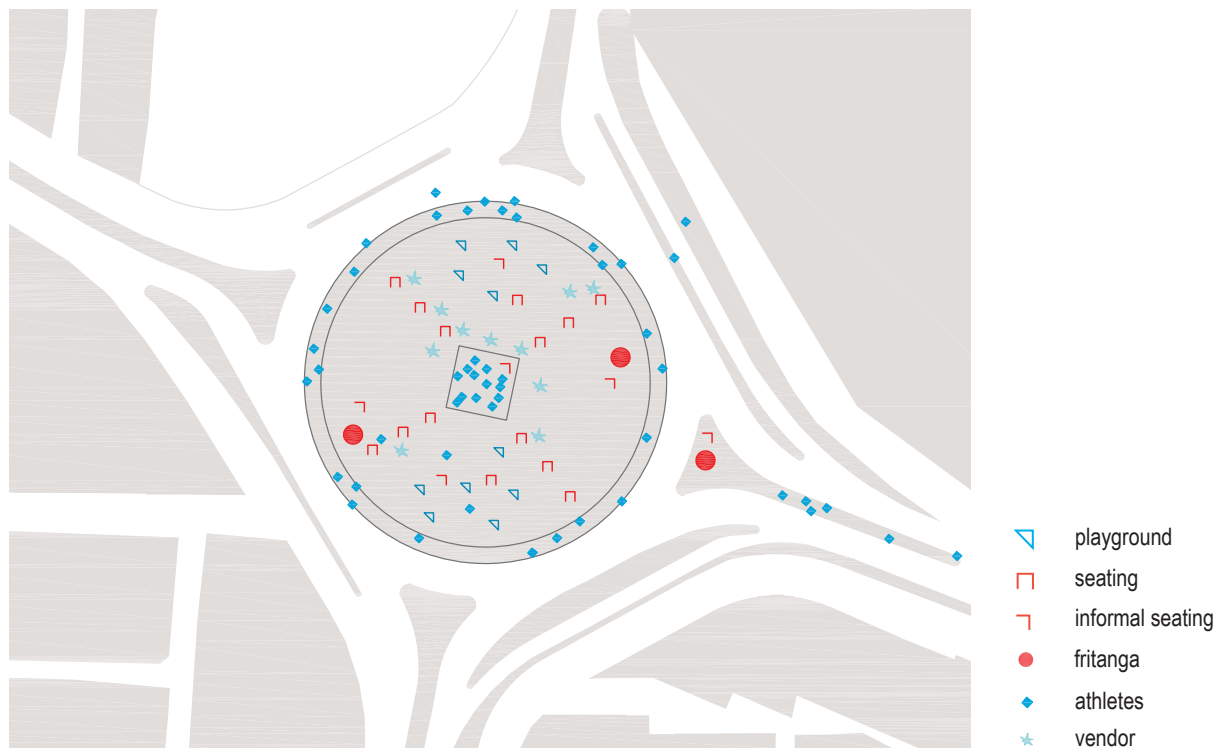 playground
seating
informal seating
fritanga
athletes
vendor